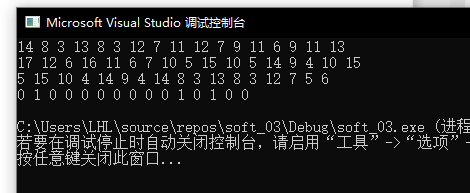 Microsoft Visual Studio 调试控制台
14 8 3 13 8 3 12 7 11 12 7 9 11 6 9 11 13
17 12 6 16 11 6 7 10 5 15 10 5 14 9 4 10 15
5 15 10 4 14 9 4 14 8 3 13 8 3 12 7 5 6
0 1 0 0 0 0 0 0 0 0 1 0 1 0 0
C:\Users\LHL\source\repos\soft_03\Debug\soft_03.exe (进程
若要在调试停止时自动关闭控制台，请启用“工具”->“选项”-
按任意键关闭此窗口...